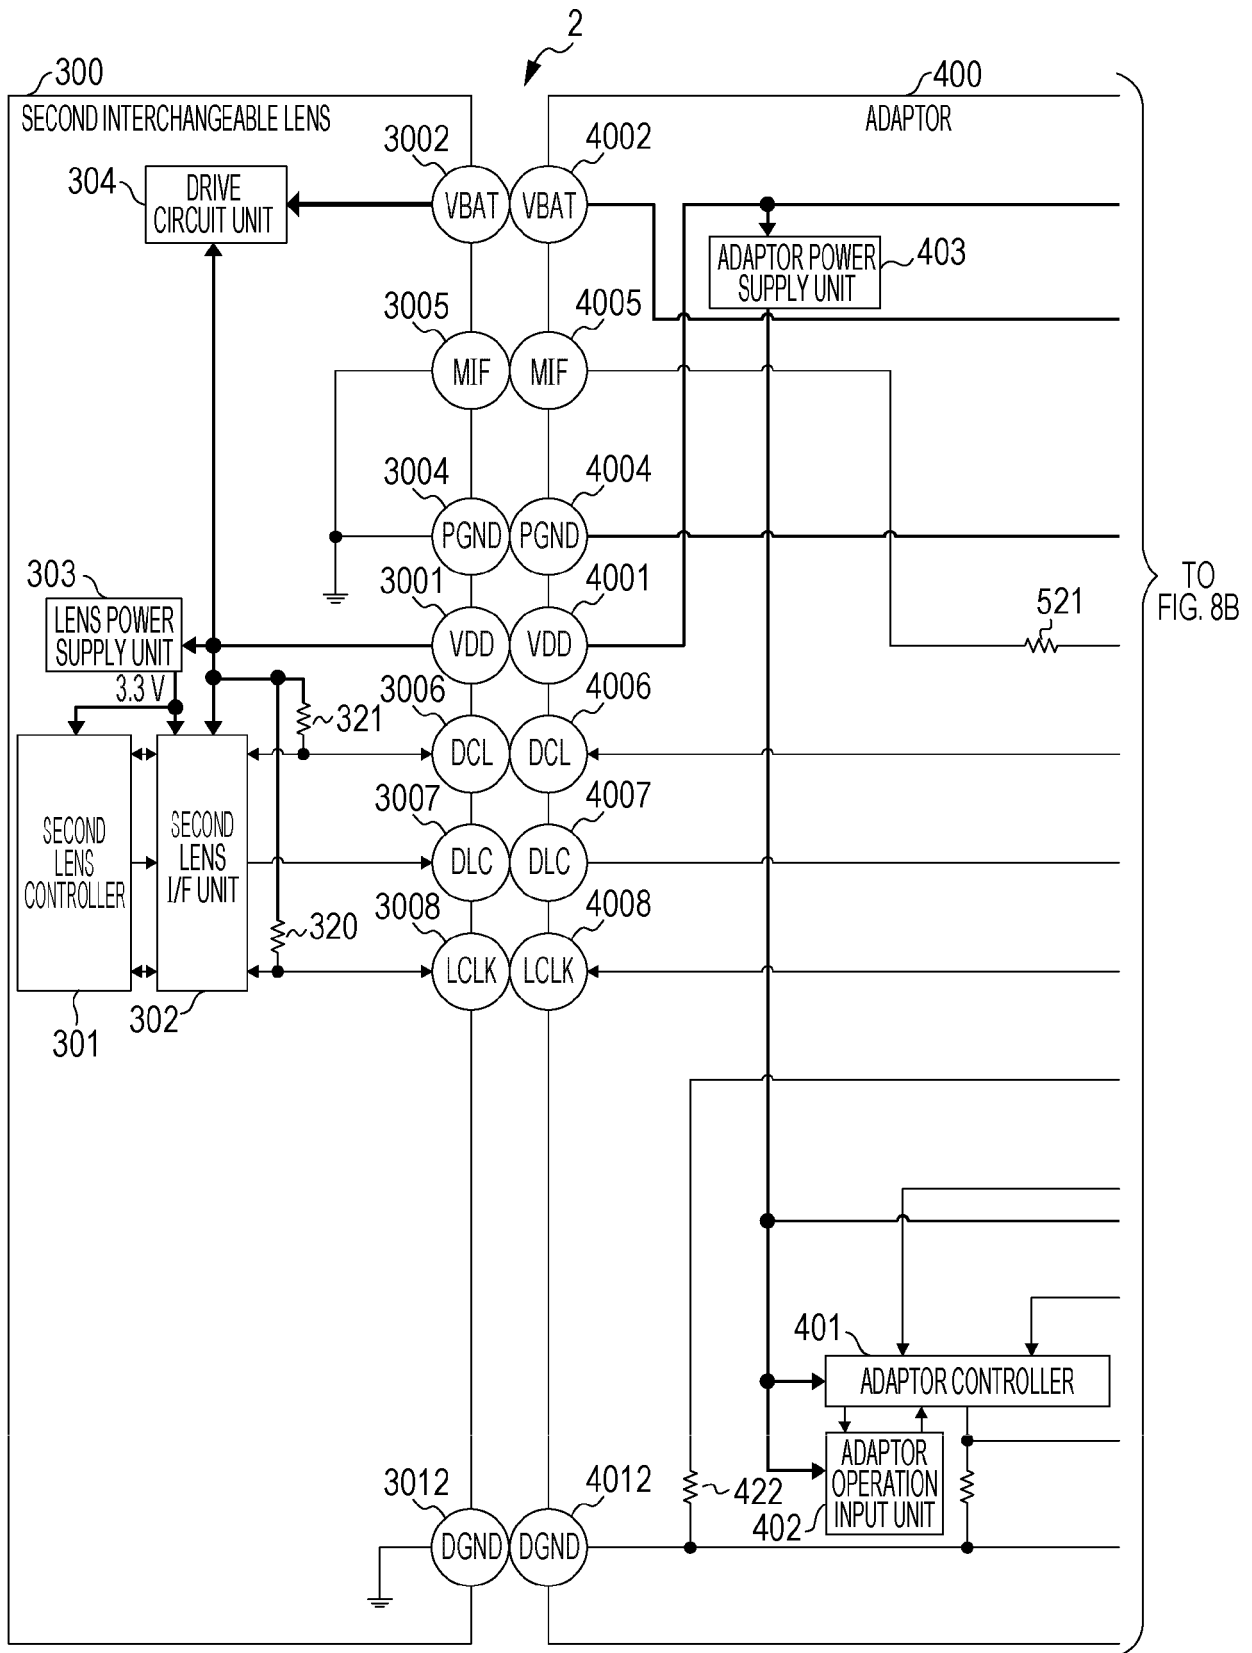 2
300
400
SECOND INTERCHANGEABLE LENS
ADAPTOR
3002
4002
304
DRIVE
CIRCUIT UNIT
VBAT
VBAT
ADAPTOR POWER
SUPPLY UNIT
403
3005
4005
MIF
MIF
3004
4004
PGND
PGND
303
3001
4001
TO
FIG. 8B
LENS POWER
SUPPLY UNIT
VDD
VDD
521
3.3 V
3006
4006
321
DCL
DCL
3007
4007
SECOND
LENS
CONTROLLER
SECOND
LENS
I/F UNIT
DLC
DLC
320
3008
4008
LCLK
LCLK
301
302
401
ADAPTOR CONTROLLER
3012
4012
422
ADAPTOR
OPERATION
INPUT UNIT
402
DGND
DGND